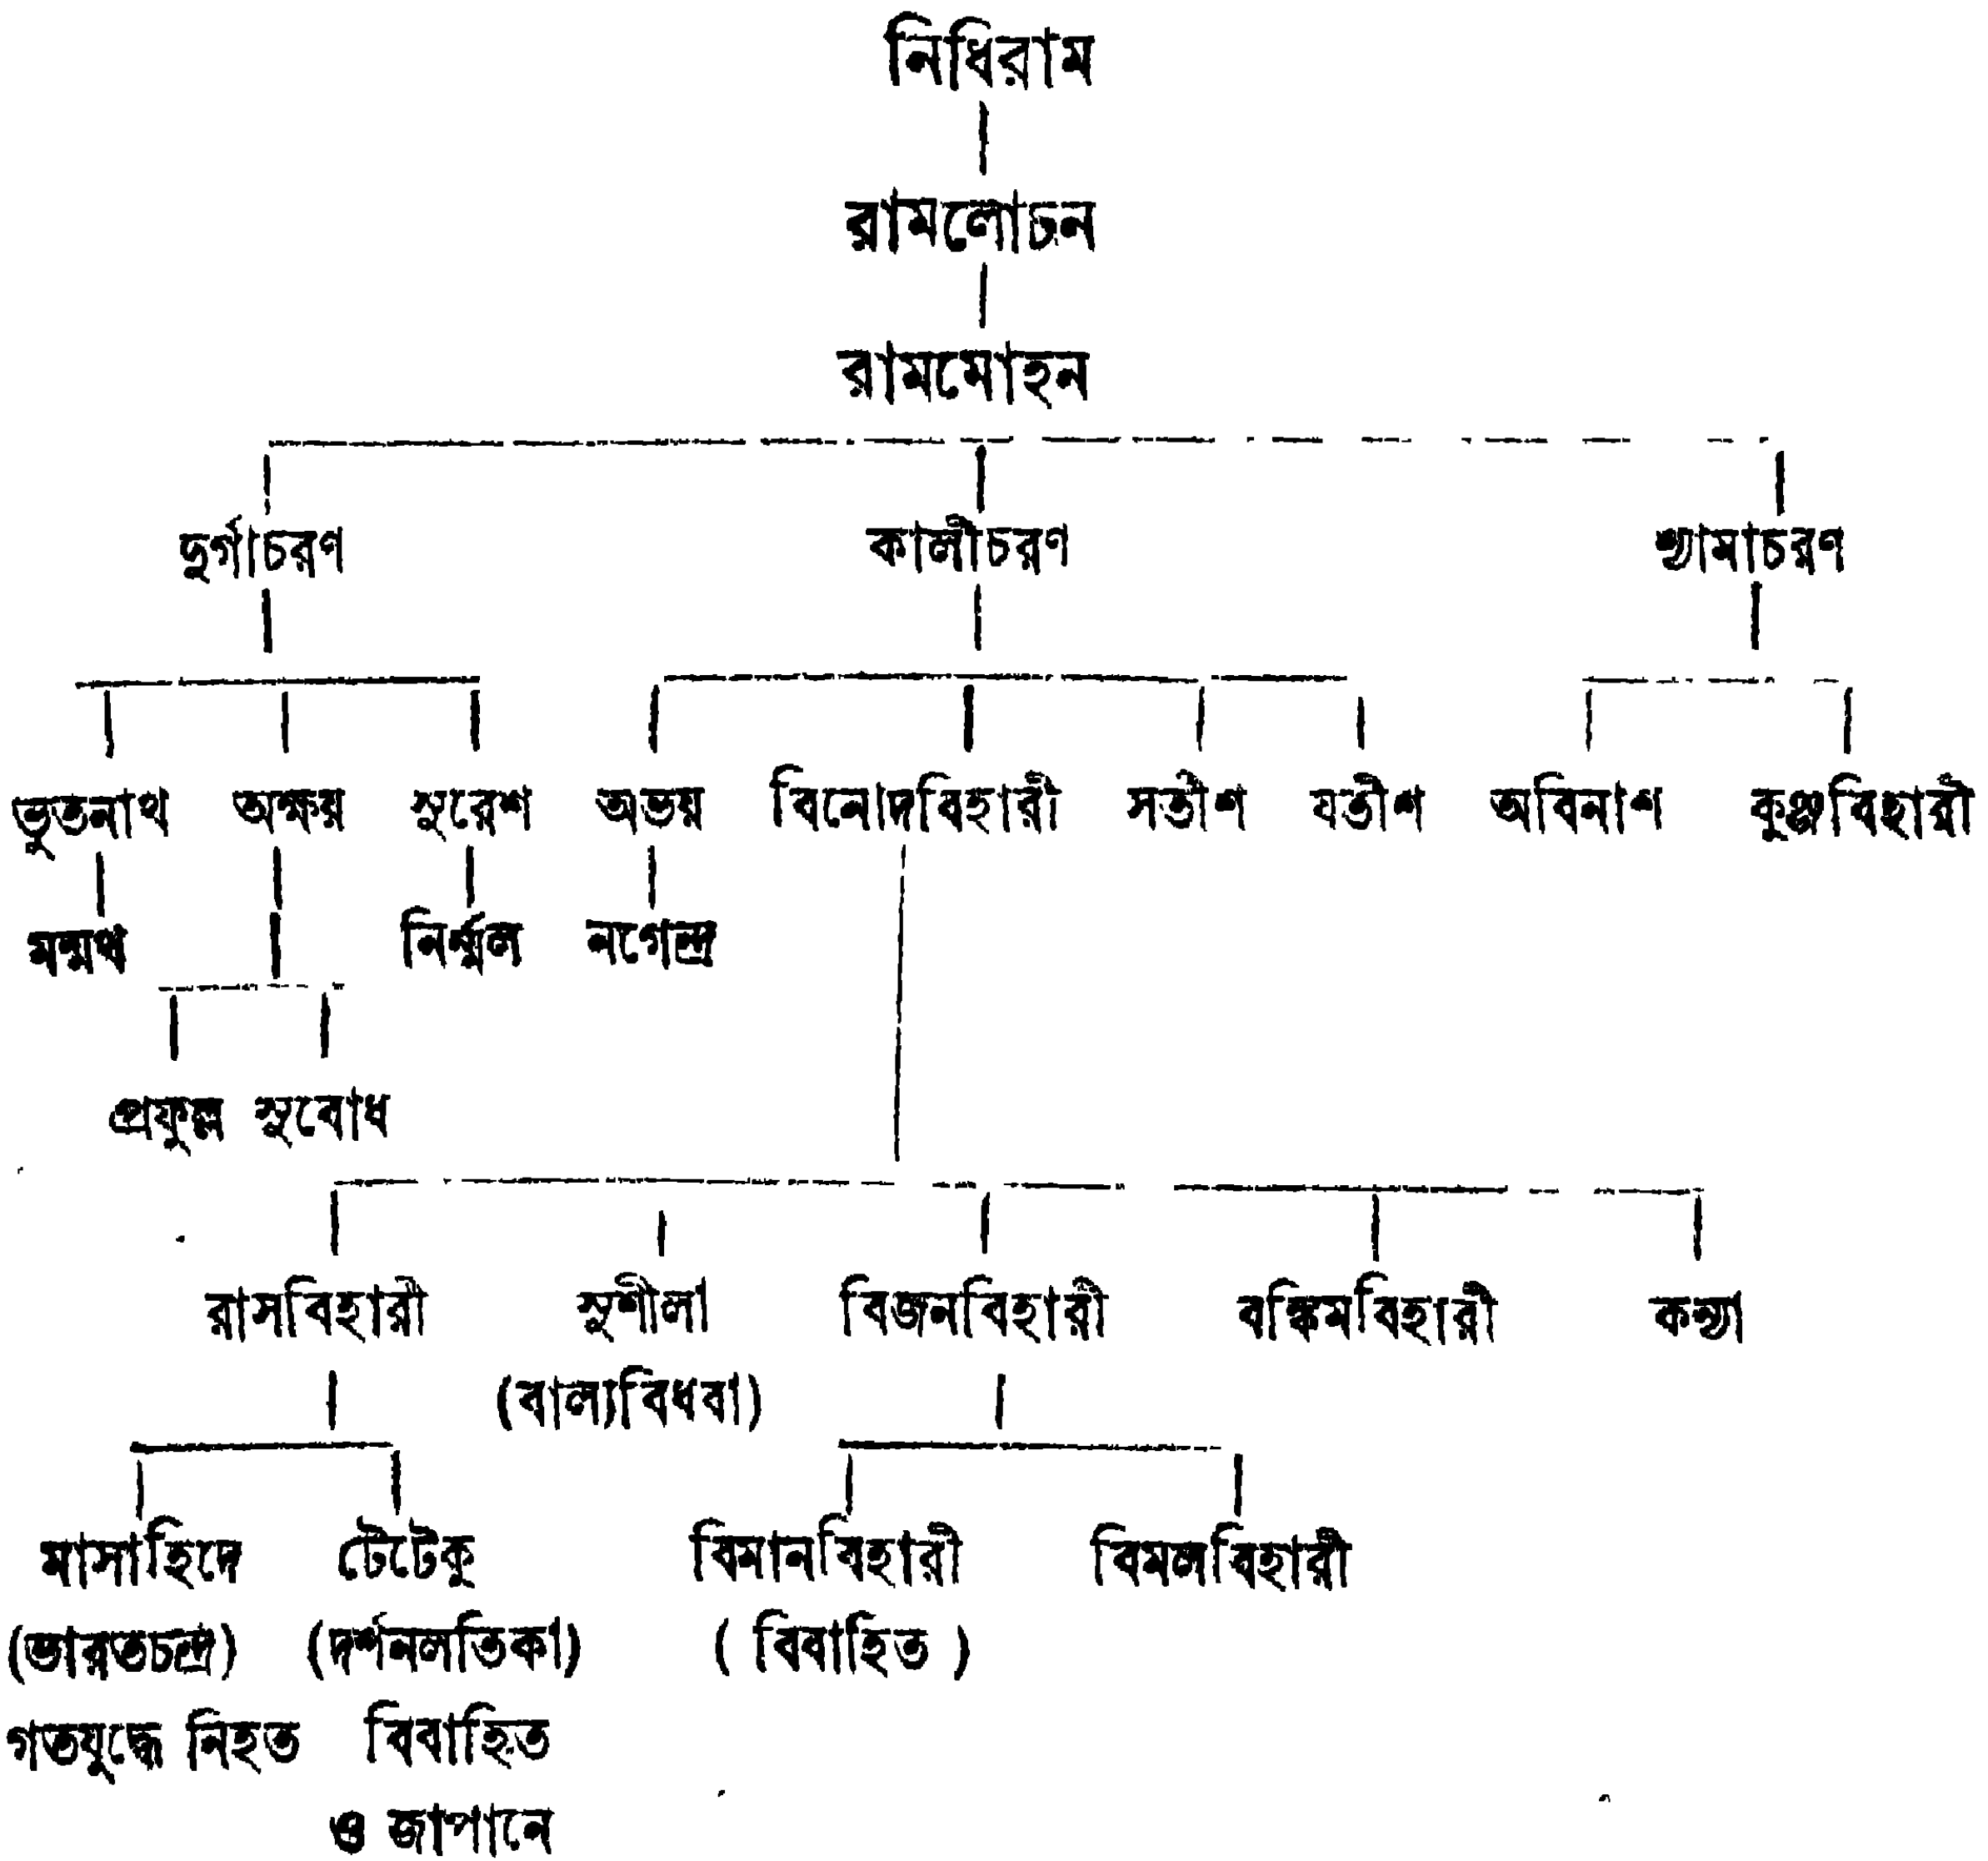 নিধিরাম
রামলোচন
রামমোহন
দুর্গাচরণ কালীচরণ শ্যামাচরণ
ভূতনাথ অক্ষয় সুরেশ অভয় বিনোদবিহারী সতীশ যতীশ অবিনাশ কুঞ্জবিহারী
মন্মথ নির্ম্মল নগেন্দ্র
প্রফুল্ল সুবোধ
রাসবিহারী সুশীলা বিজনবিহারী বঙ্কিমবিহারী কন্যা
(বাল্যবিধবা)
মাসাহিদে টেটেকু বিমানবিহারী বিমলবিহারী
(ভারতচন্দ্র) (দর্শনলতিকা) ( বিবাহিত )
গতযুদ্ধে নিহত বিবাহিত
ও জাপানে